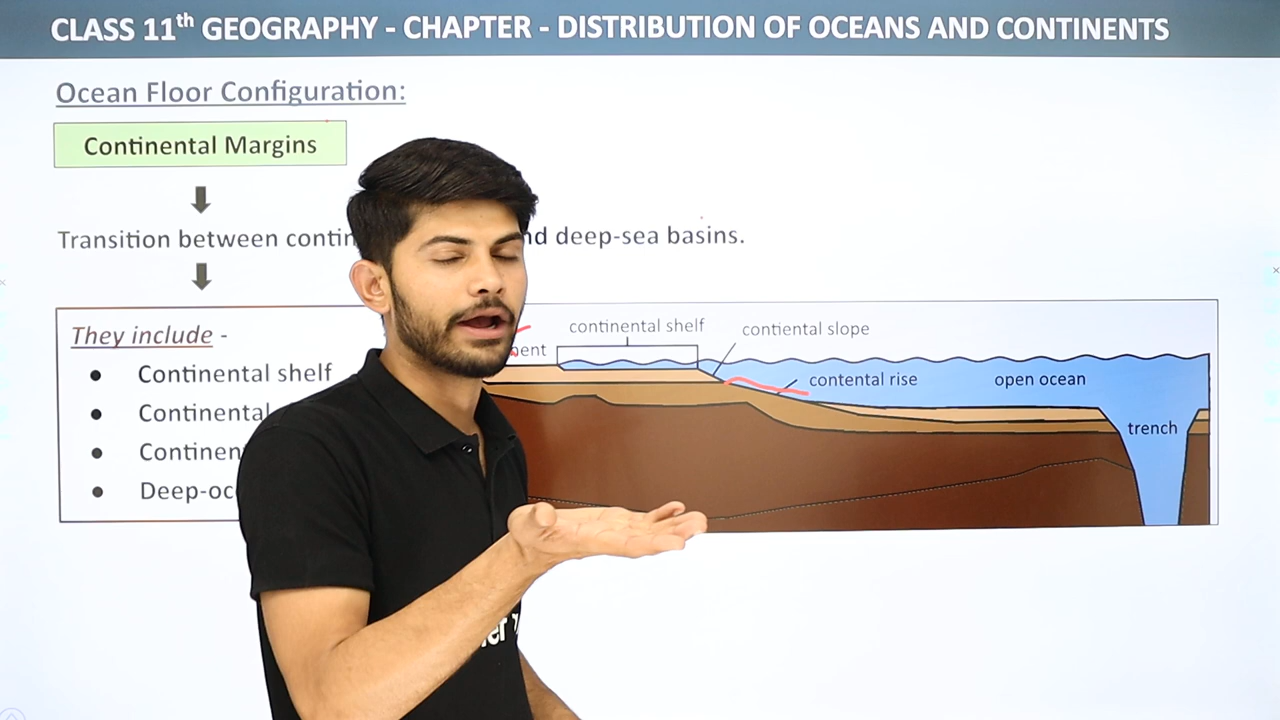 CLASS 11th GEOGRAPHY - CHAPTER - DISTRIBUTION OF OCEANS AND CONTINENTS
Ocean Floor Configuration:
Continental Margins
Transition between contin nd deep-sea basins.
They include -
Continental shelf
Continental
Continen
Deep-oc
nent
continental shelf
contiental slope
contental rise
open ocean
trench